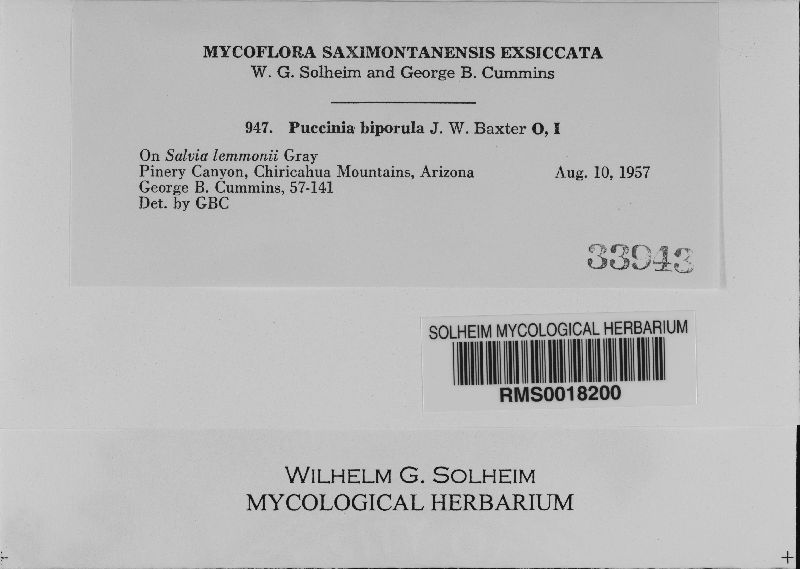 MYCOFLORA SAXIMONTANENSIS EXSICCATA
W. G. Solheim and George B. Cummins
947. Puccinia biporula J. W. Baxter O, I
On Salvia lemmonii Gray
Pinery Canyon, Chiricahua Mountains, Arizona Aug. 10, 1957
George B. Cummins, 57-141
Det. by GBC
33943
SOLHEIM MYCOLOGICAL HERBARIUM
RMS0018200
WILHELM G. SOLHEIM
MYCOLOGICAL HERBARIUM